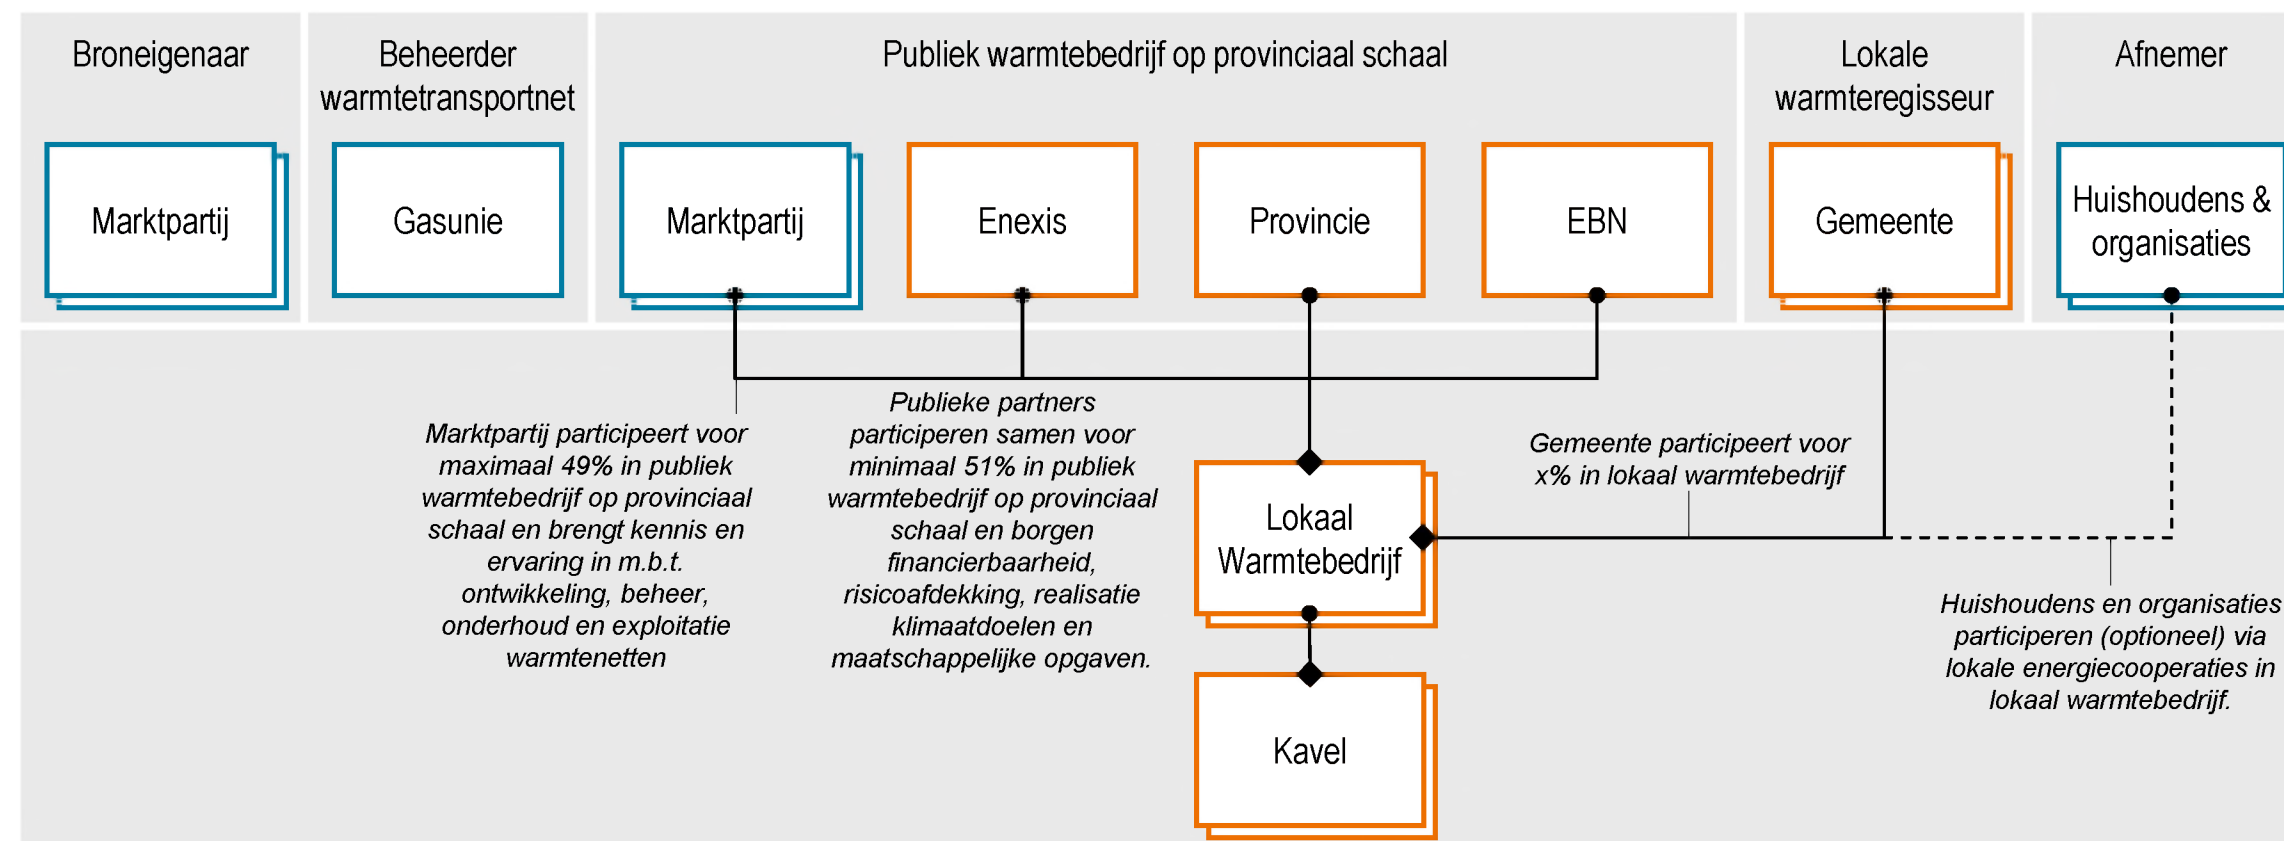 Broneigenaar
Beheerder
warmtetransportnet
Publiek warmtebedrijf op provinciaal schaal
Lokale
warmteregisseur
Afnemer
Marktpartij
Gasunie
Marktpartij
Enexis
Provincie
EBN
Gemeente
Huishoudens &
organisaties
Marktpartij participeert voor
maximaal 49% in publiek
warmtebedrijf op provinciaal
schaal en brengt kennis en
ervaring in m.b.t.
ontwikkeling, beheer,
onderhoud en exploitatie
warmtenetten
Publieke partners
participeren samen voor
minimaal 51% in publiek
warmtebedrijf op provinciaal
schaal en borgen
financierbaarheid,
risicoafdekking, realisatie
klimaatdoelen en
maatschappelijke opgaven.
Lokaal
Warmtebedrijf
Kavel
Gemeente participeert voor
x% in lokaal warmtebedrijf
Huishoudens en organisaties
participeren (optioneel) via
lokale energiecooperaties in
lokaal warmtebedrijf.